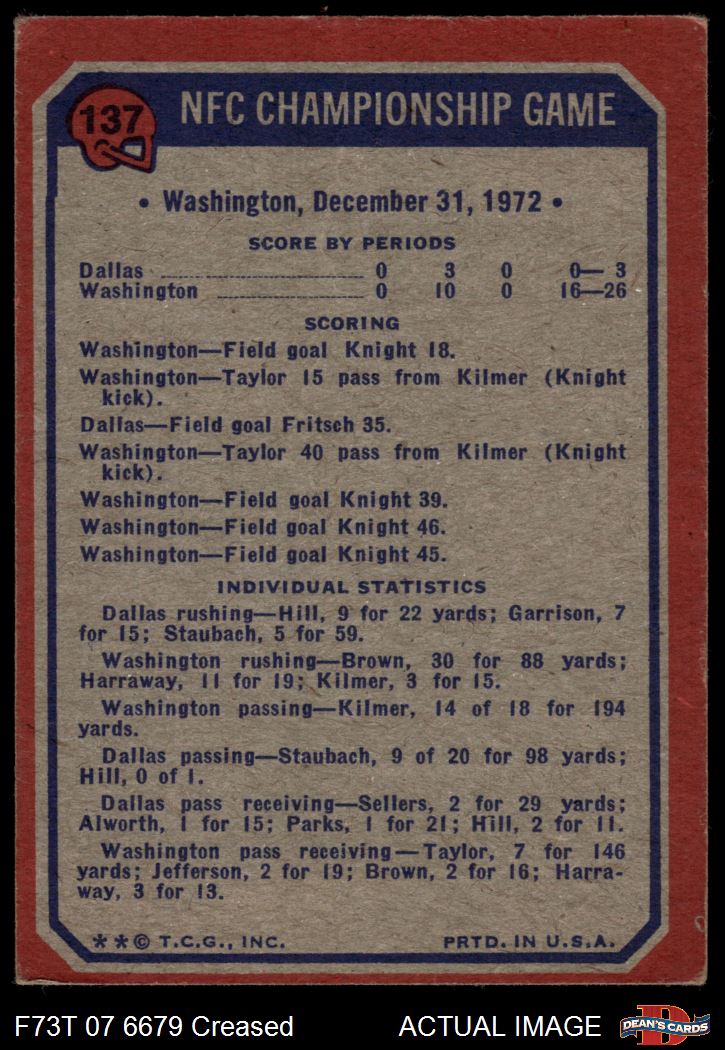 137
NFC CHAMPIONSHIP GAME
• Washington, December 31, 1972 •
SCORE BY PERIODS
Dallas ........................ 0 3 0 0— 3
Washington .................. 0 10 0 16—26
SCORING
Washington—Field goal Knight 18.
Washington—Taylor 15 pass from Kilmer (Knight
kick).
Dallas—Field goal Fritsch 35.
Washington—Taylor 40 pass from Kilmer (Knight
kick).
Washington—Field goal Knight 39.
Washington—Field goal Knight 46.
Washington—Field goal Knight 45.
INDIVIDUAL STATISTICS
Dallas rushing—Hill, 9 for 22 yards; Garrison, 7
for 15; Staubach, 5 for 59.
Washington rushing—Brown, 30 for 88 yards;
Harraway, 11 for 19; Kilmer, 3 for 15.
Washington passing—Kilmer, 14 of 18 for 194
yards.
Dallas passing—Staubach, 9 of 20 for 98 yards;
Hill, 0 of 1.
Dallas pass receiving—Sellers, 2 for 29 yards;
Alworth, 1 for 15; Parks, 1 for 21; Hill, 2 for 11.
Washington pass receiving—Taylor, 7 for 146
yards; Jefferson, 2 for 19; Brown, 2 for 16; Harra-
way, 3 for 13.
**© T.C.G., INC. PRTD. IN U.S.A.
F73T 07 6679 Creased ACTUAL IMAGE
D
DEAN'S CARDS